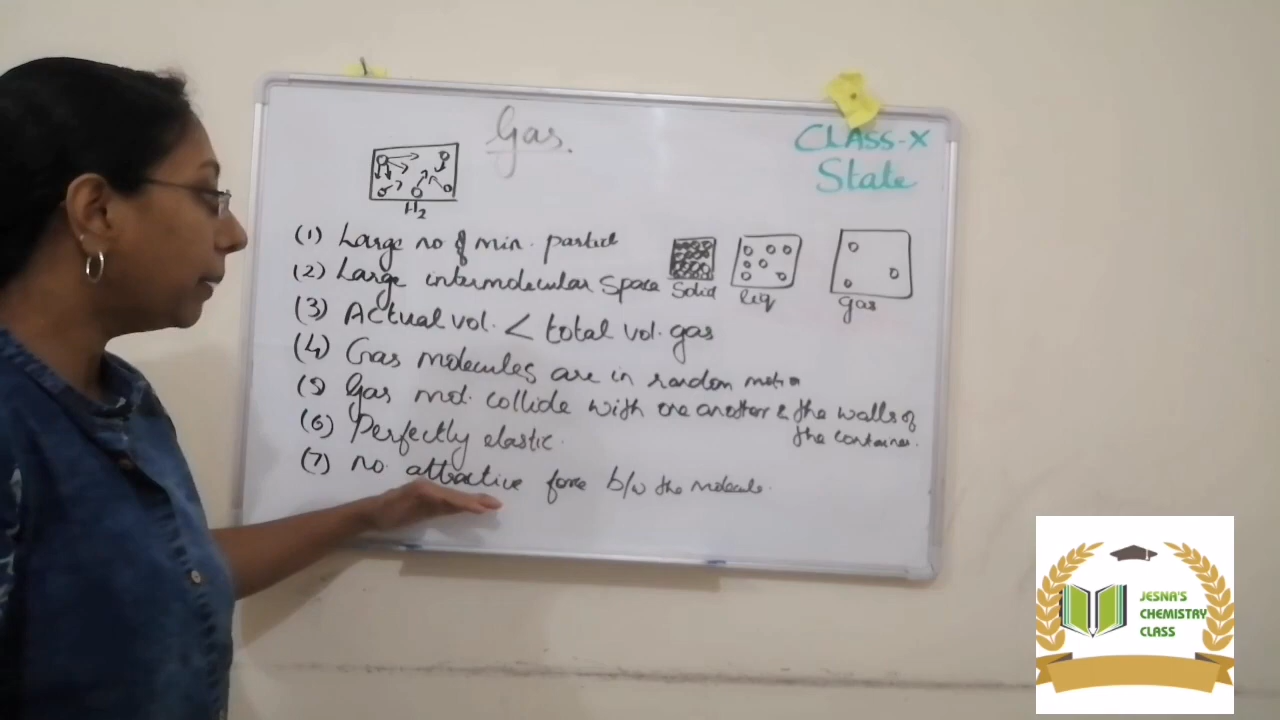 Gas.
CLASS-X
State
H2
(1) Large no of min. particl
(2) Large intermolecular space
Solid
liq
gas
(3) Actual vol. < total vol. gas
(4) Gas molecules are in random motion
(5) Gas mol. collide with one another & the walls of
the container.
(6) Perfectly elastic.
(7) no. attractive force b/w the molecule.
JESNA'S
CHEMISTRY
CLASS